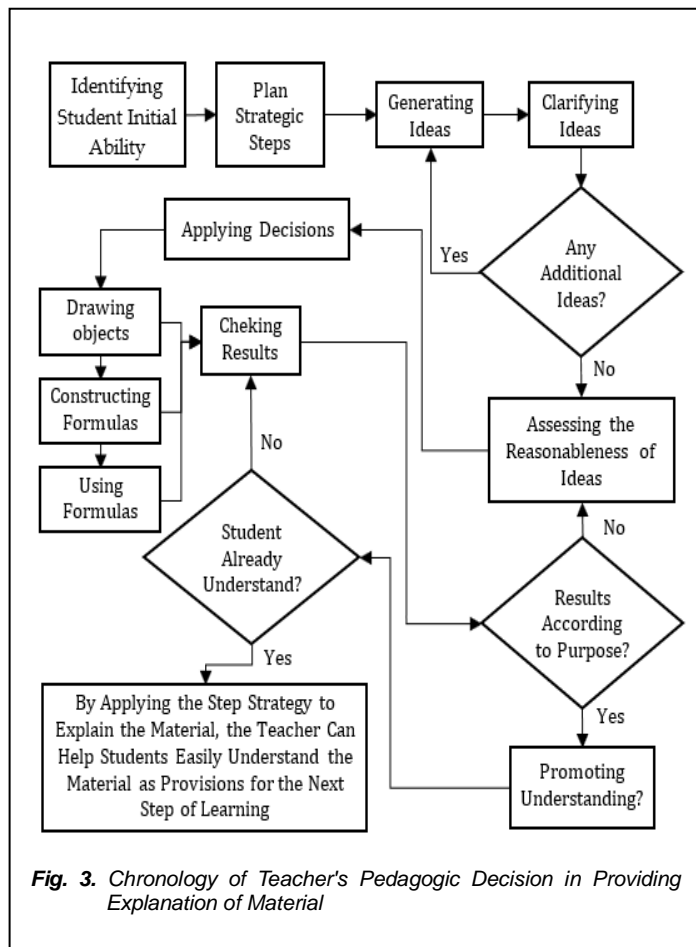 Identifying
Student Initial
Ability
Plan
Strategic
Steps
Generating
Ideas
Clarifying
Ideas
Any
Additional
Ideas?
Yes
No
Applying Decisions
Drawing
objects
Constructing
Formulas
Using
Formulas
Cheking
Results
Assessing the
Reasonableness of
Ideas
No
No
Student
Already
Understand?
Results
According
to Purpose?
Yes
Yes
By Applying the Step Strategy to
Explain the Material, the Teacher Can
Help Students Easily Understand the
Material as Provisions for the Next
Step of Learning
Promoting
Understanding?
Fig. 3. Chronology of Teacher's Pedagogic Decision in Providing
Explanation of Material